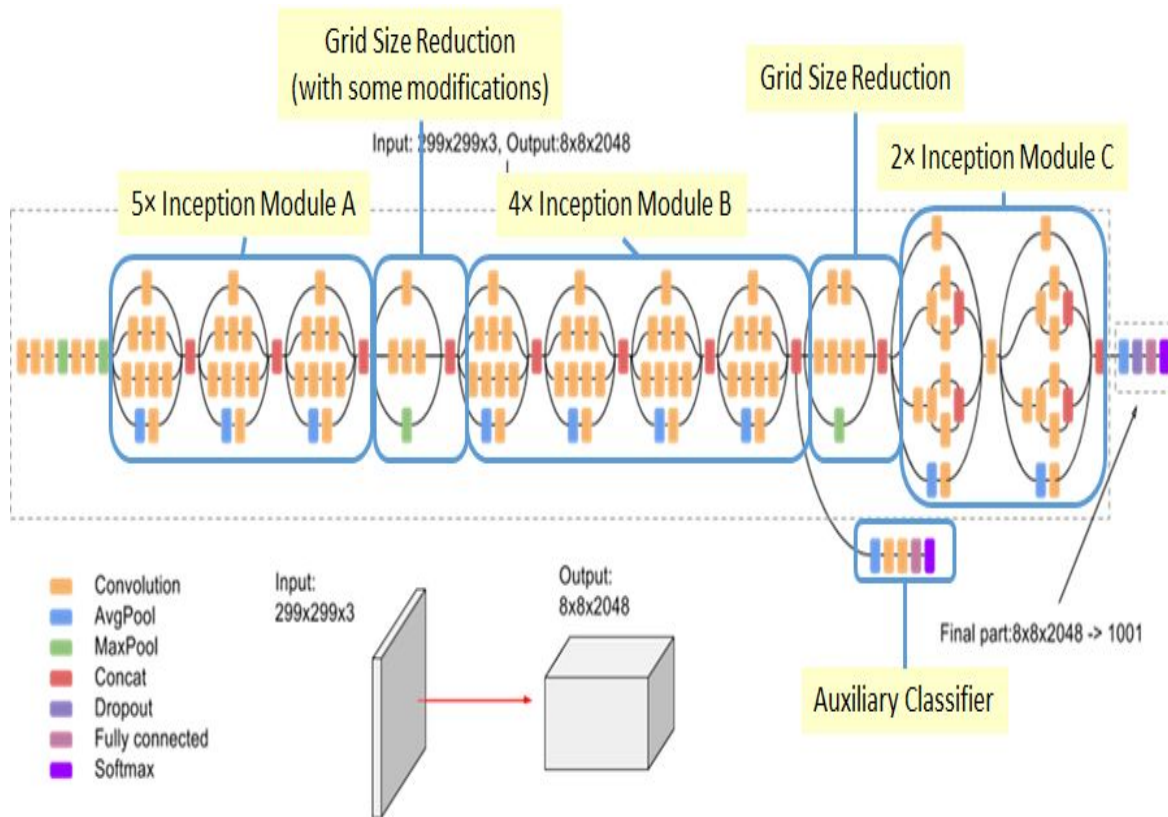 Grid Size Reduction
(with some modifications)
Grid Size Reduction
Input: 299x299x3, Output:8x8x2048
2× Inception Module C
5× Inception Module A
4× Inception Module B
Convolution
AvgPool
MaxPool
Concat
Dropout
Fully connected
Softmax
Input:
299x299x3
Output:
8x8x2048
Final part:8x8x2048 -> 1001
Auxiliary Classifier